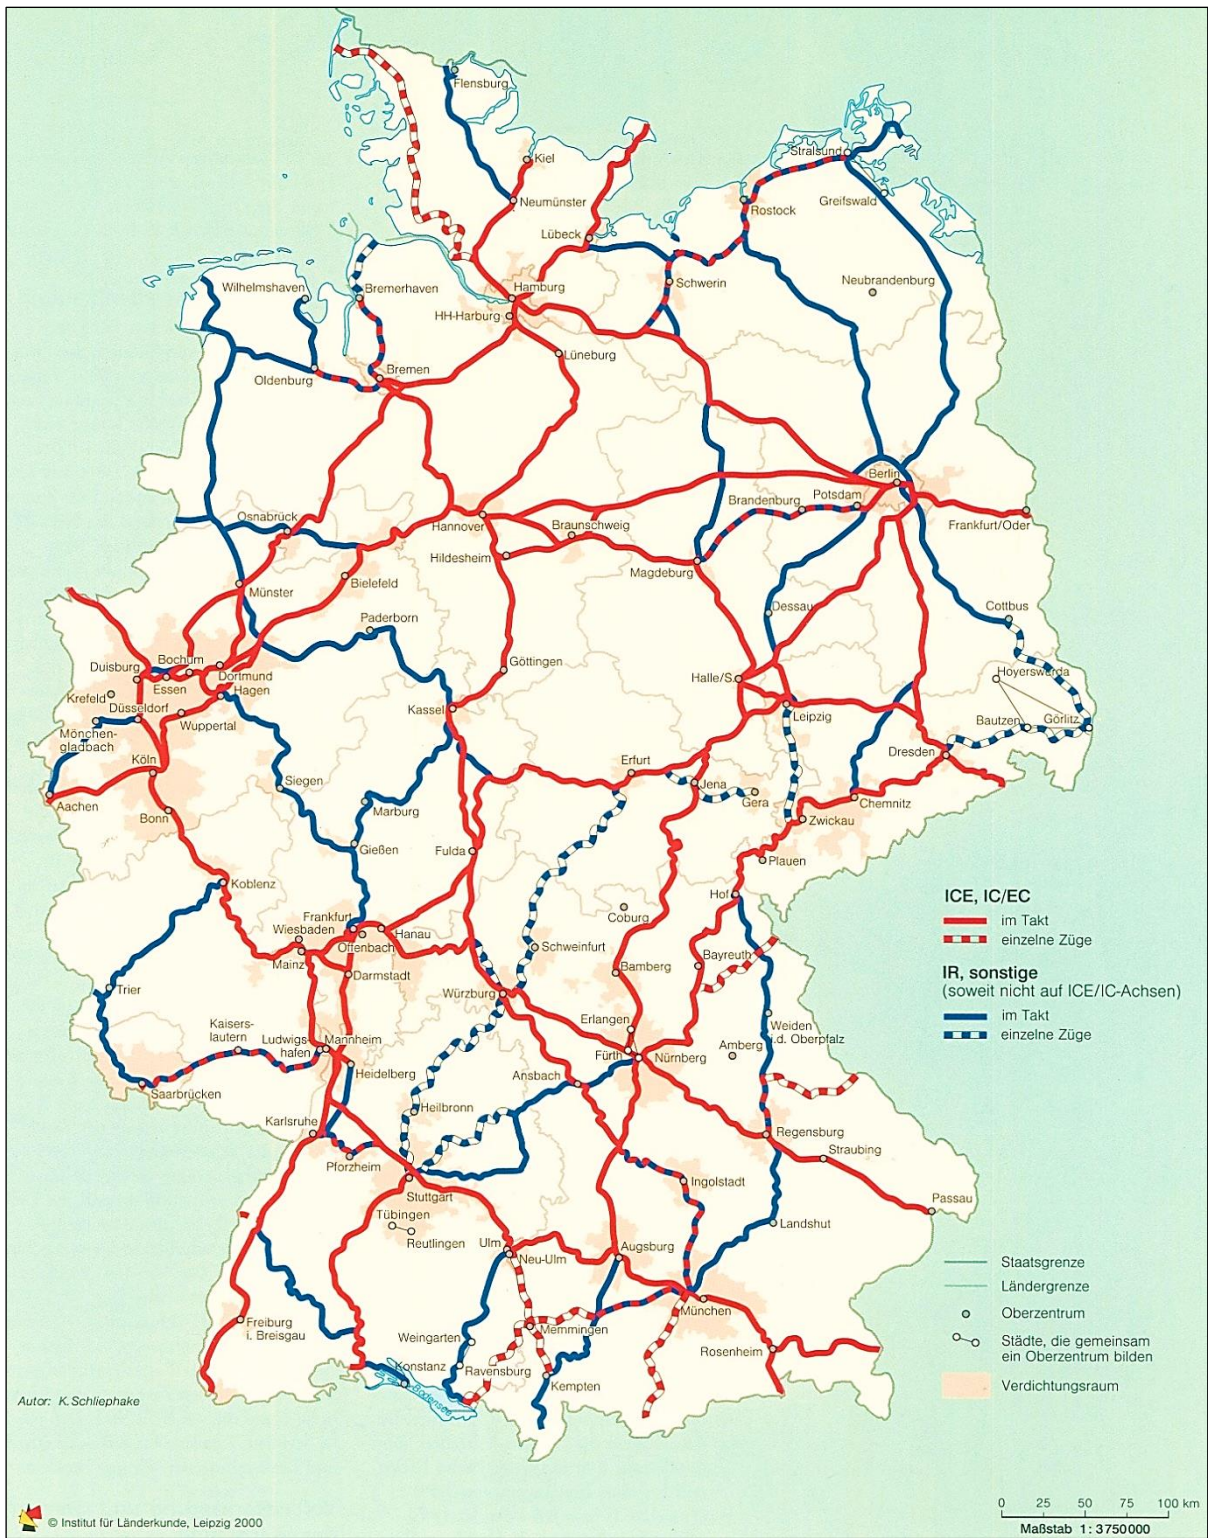 Flensburg
Kiel
Neumünster
Lübeck
Stralsund
Greifswald
Rostock
Neubrandenburg
Schwerin
Wilhelmshaven
Bremerhaven
Hamburg
HH-Harburg
Lüneburg
Oldenburg
Bremen
Berlin
Potsdam
Brandenburg
Frankfurt/Oder
Osnabrück
Hannover
Braunschweig
Hildesheim
Magdeburg
Münster
Bielefeld
Paderborn
Dessau
Cottbus
Göttingen
Duisburg
Bochum
Dortmund
Essen
Hagen
Krefeld
Düsseldorf
Wuppertal
Mönchen-
gladbach
Kassel
Halle/S.
Leipzig
Hoyerswerda
Bautzen
Görlitz
Dresden
Köln
Aachen
Bonn
Siegen
Marburg
Gießen
Erfurt
Jena
Gera
Chemnitz
Zwickau
Plauen
Fulda
Koblenz
Hof
Coburg
Frankfurt
Wiesbaden
Offenbach
Hanau
Mainz
Darmstadt
Schweinfurt
Bamberg
Bayreuth
Trier
Würzburg
Weiden
i.d. Oberpfalz
Kaisers-
lautern
Ludwigs-
hafen
Mannheim
Heidelberg
Erlangen
Fürth
Nürnberg
Amberg
Saarbrücken
Ansbach
Heilbronn
Karlsruhe
Pforzheim
Regensburg
Straubing
Stuttgart
Ingolstadt
Passau
Tübingen
Reutlingen
Landshut
Ulm
Neu-Ulm
Augsburg
München
Freiburg
i. Breisgau
Weingarten
Memmingen
Rosenheim
Konstanz
Ravensburg
Kempten
Bodensee
ICE, IC/EC
im Takt
einzelne Züge
IR, sonstige
(soweit nicht auf ICE/IC-Achsen)
im Takt
einzelne Züge
Staatsgrenze
Ländergrenze
Oberzentrum
Städte, die gemeinsam
ein Oberzentrum bilden
Verdichtungsraum
Autor: K. Schliephake
© Institut für Länderkunde, Leipzig 2000
0 25 50 75 100 km
Maßstab 1 : 3750000